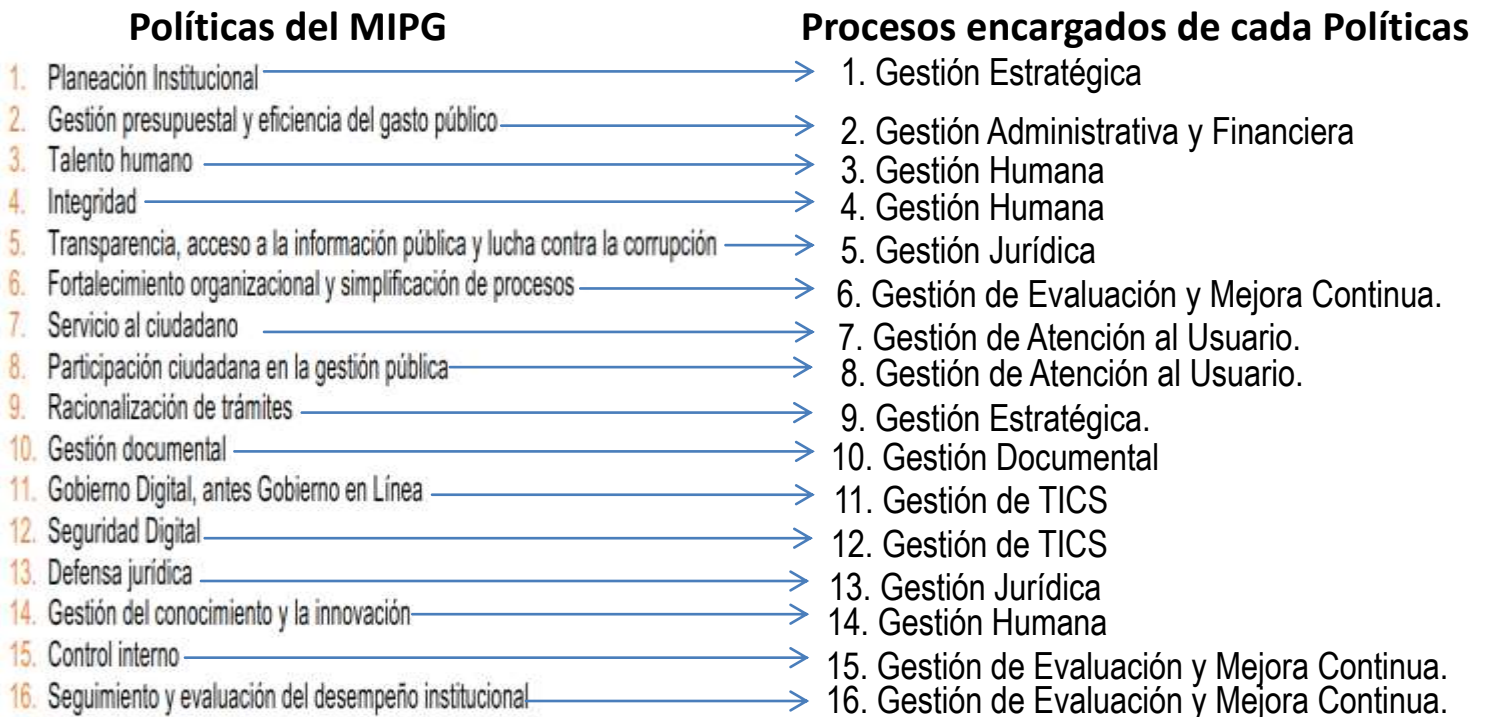 Políticas del MIPG
1. Planeación Institucional
2. Gestión presupuestal y eficiencia del gasto público
3. Talento humano
4. Integridad
5. Transparencia, acceso a la información pública y lucha contra la corrupción
6. Fortalecimiento organizacional y simplificación de procesos
7. Servicio al ciudadano
8. Participación ciudadana en la gestión pública
9. Racionalización de trámites
10. Gestión documental
11. Gobierno Digital, antes Gobierno en Línea
12. Seguridad Digital
13. Defensa jurídica
14. Gestión del conocimiento y la innovación
15. Control interno
16. Seguimiento y evaluación del desempeño institucional
Procesos encargados de cada Políticas
1. Gestión Estratégica
2. Gestión Administrativa y Financiera
3. Gestión Humana
4. Gestión Humana
5. Gestión Jurídica
6. Gestión de Evaluación y Mejora Continua.
7. Gestión de Atención al Usuario.
8. Gestión de Atención al Usuario.
9. Gestión Estratégica.
10. Gestión Documental
11. Gestión de TICS
12. Gestión de TICS
13. Gestión Jurídica
14. Gestión Humana
15. Gestión de Evaluación y Mejora Continua.
16. Gestión de Evaluación y Mejora Continua.